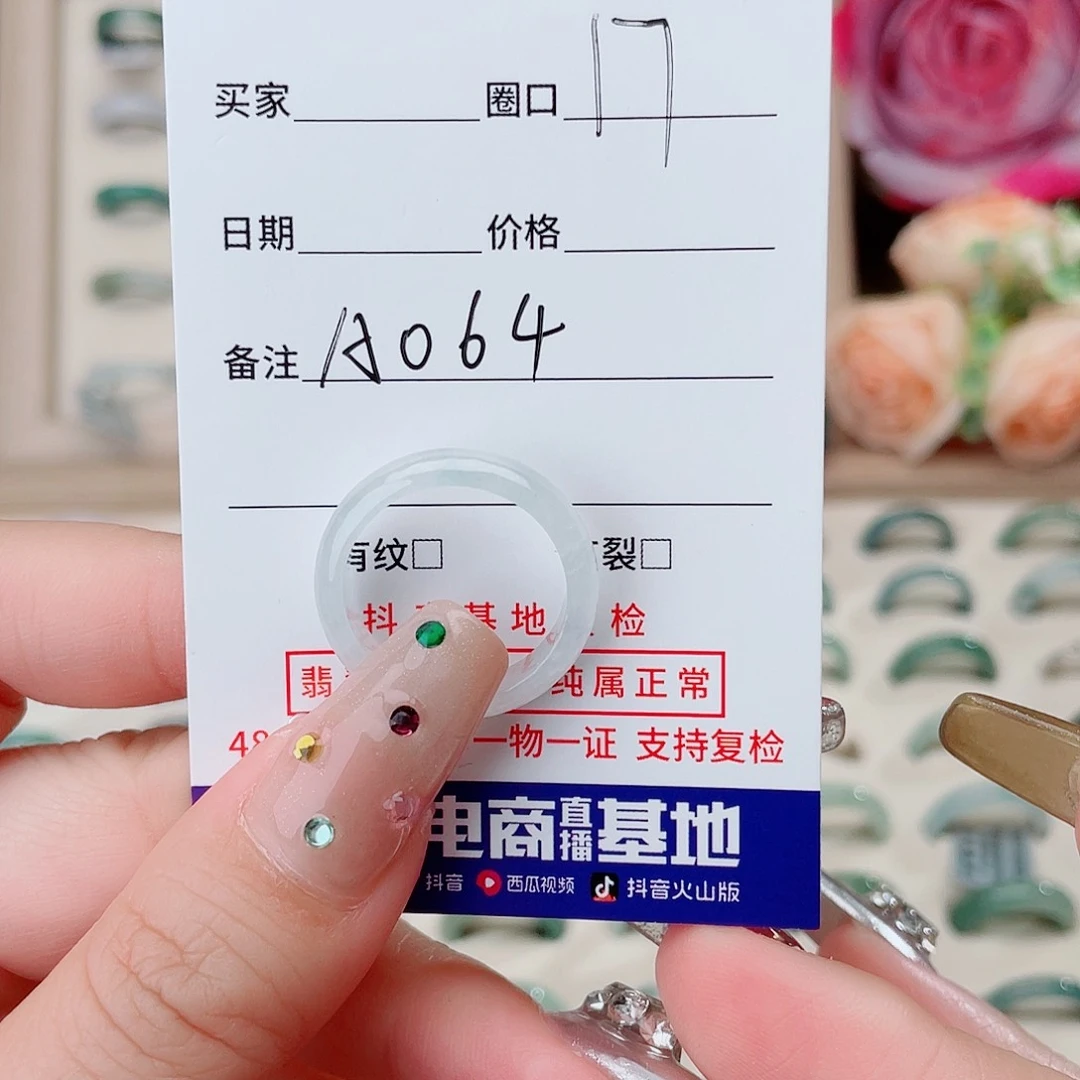 买家 圈口 17
日期 价格
备注 A064
有纹□ 裂□
抖 基地 检
翡 纯属正常
48 一物一证 支持复检
电商直播基地
抖音 西瓜视频 抖音火山版